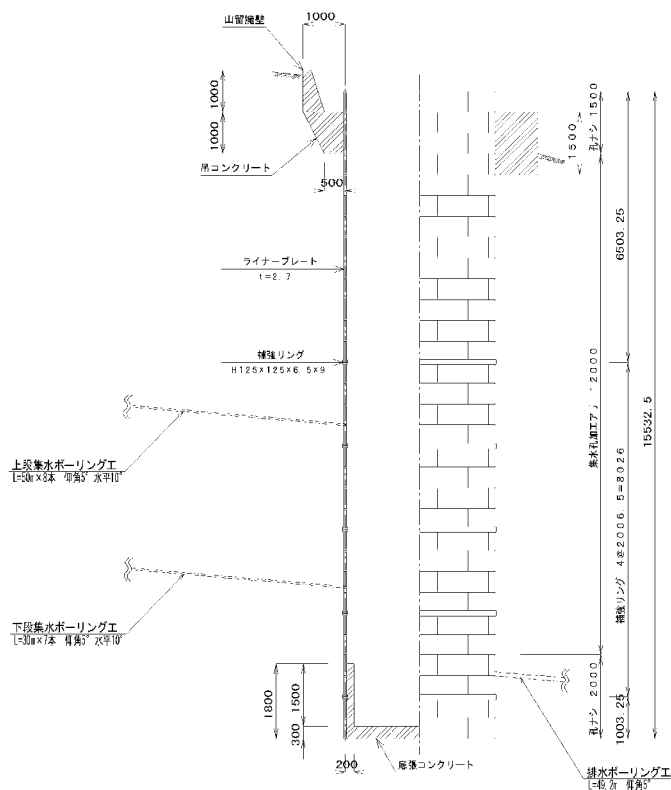 山留擁壁
1000
1000
1000
吊コンクリート
500
孔ナシ 1500
1500
6503.25
ライナープレート
t=2.7
補強リング
H125×125×6.5×9
集水孔加工アリ 12000
15532.5
上段集水ボーリング工
L=50m×8本 仰角5° 水平10°
補強リング 4@2006.5=8026
下段集水ボーリング工
L=30m×7本 仰角5° 水平10°
1800
1500
300
200
底張コンクリート
孔ナシ 2000
1003.25
排水ボーリング工
L=49.2m 仰角5°